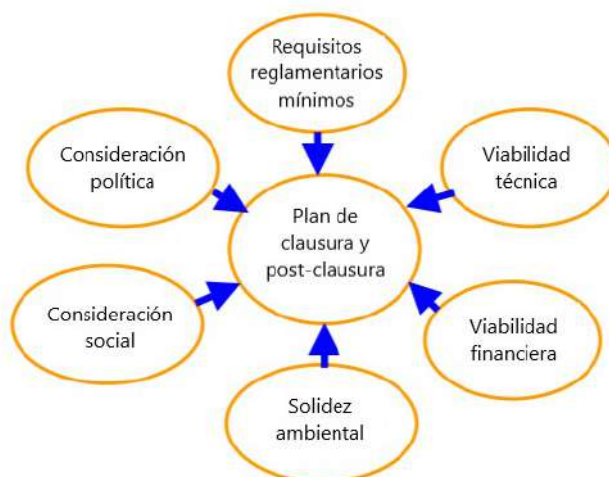 Requisitos
reglamentarios
mínimos
Consideración
política
Viabilidad
técnica
Plan de
clausura y
post-clausura
Consideración
social
Viabilidad
financiera
Solidez
ambiental